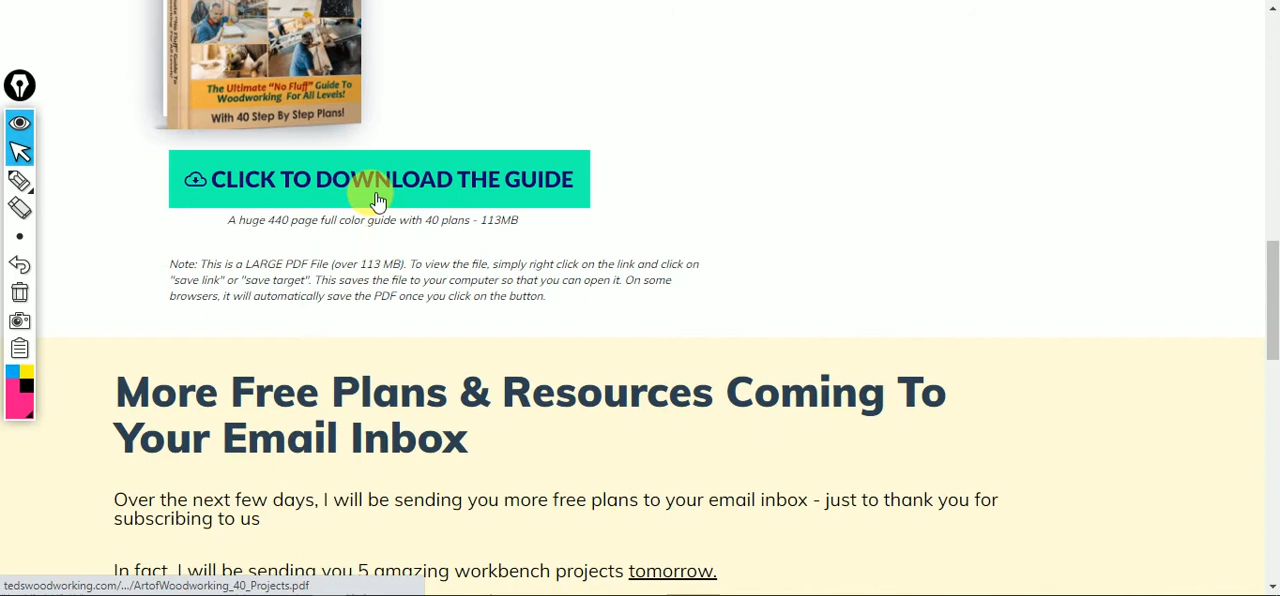 The Ultimate "No Fluff" Guide To
Woodworking For All Levels!
With 40 Step By Step Plans!
CLICK TO DOWNLOAD THE GUIDE
A huge 440 page full color guide with 40 plans - 113MB
Note: This is a LARGE PDF File (over 113 MB). To view the file, simply right click on the link and click on
"save link" or "save target". This saves the file to your computer so that you can open it. On some
browsers, it will automatically save the PDF once you click on the button.
More Free Plans & Resources Coming To
Your Email Inbox
Over the next few days, I will be sending you more free plans to your email inbox - just to thank you for
subscribing to us
In fact, I will be sending you 5 amazing workbench projects tomorrow.
tedswoodworking.com/.../ArtofWoodworking_40_Projects.pdf